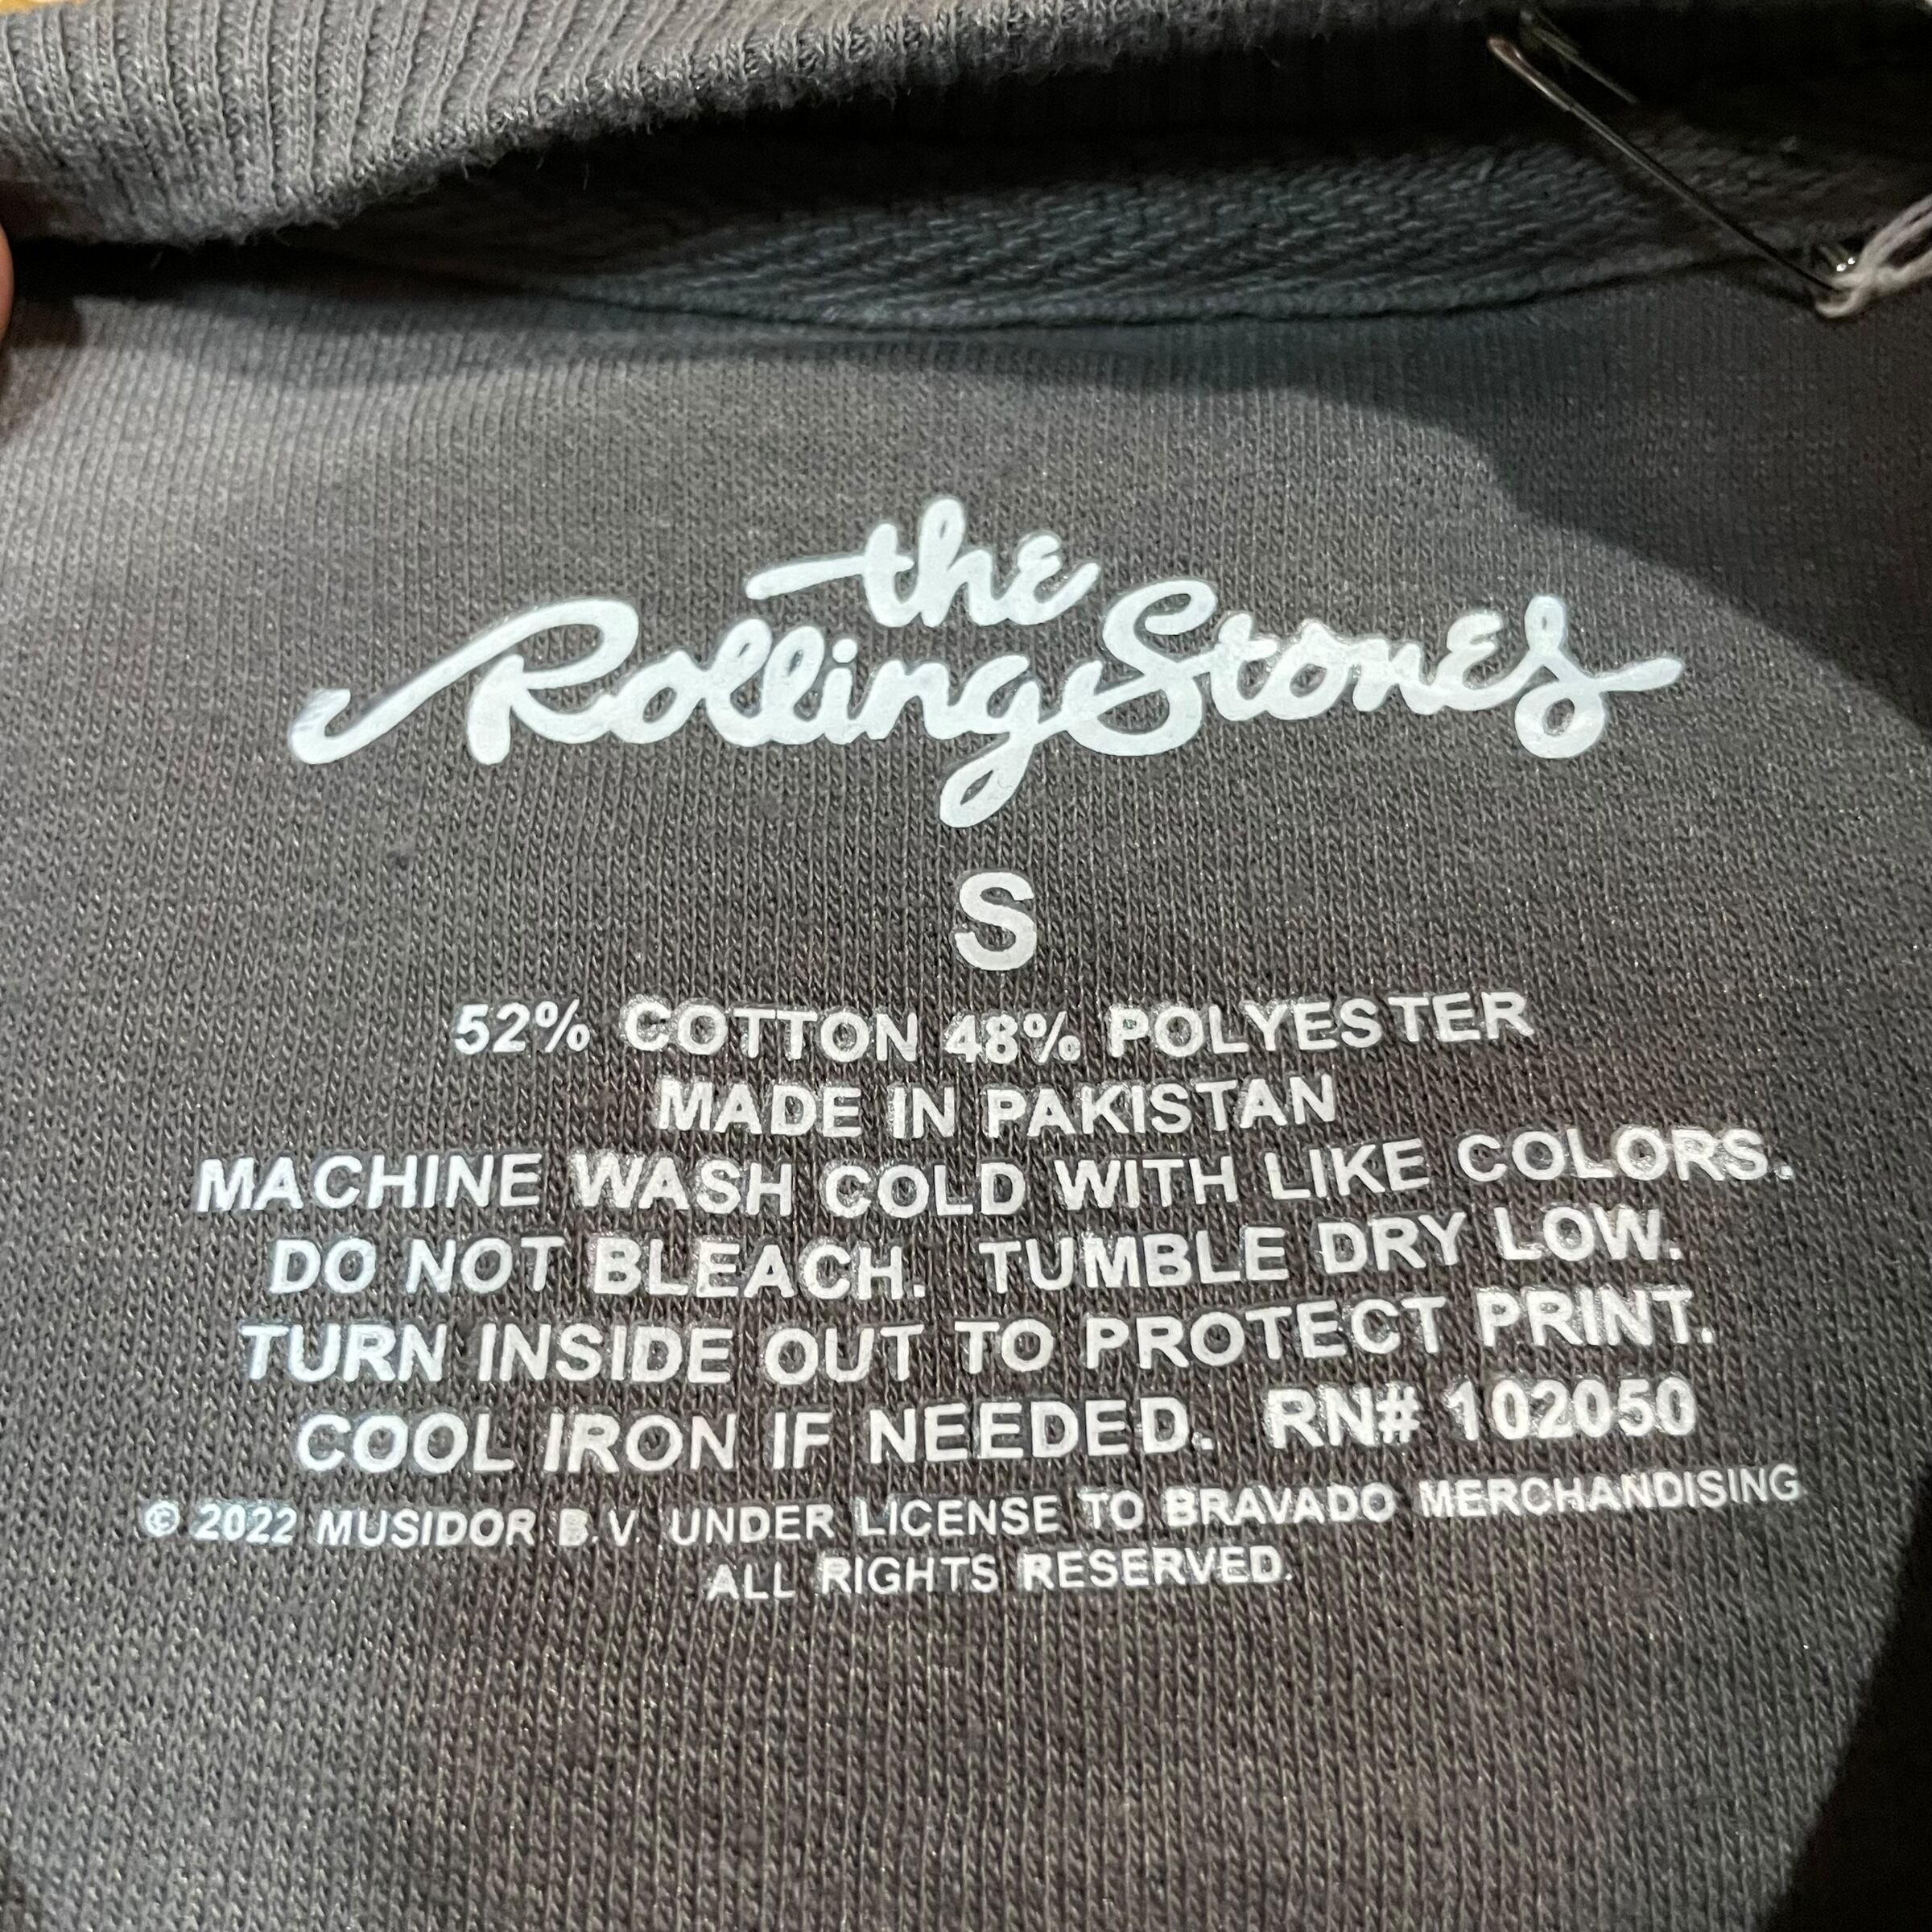 the
Rolling Stones
S
52% COTTON 48% POLYESTER
MADE IN PAKISTAN
MACHINE WASH COLD WITH LIKE COLORS.
DO NOT BLEACH. TUMBLE DRY LOW.
TURN INSIDE OUT TO PROTECT PRINT.
COOL IRON IF NEEDED. RN# 102050
© 2022 MUSIDOR B.V. UNDER LICENSE TO BRAVADO MERCHANDISING
ALL RIGHTS RESERVED.